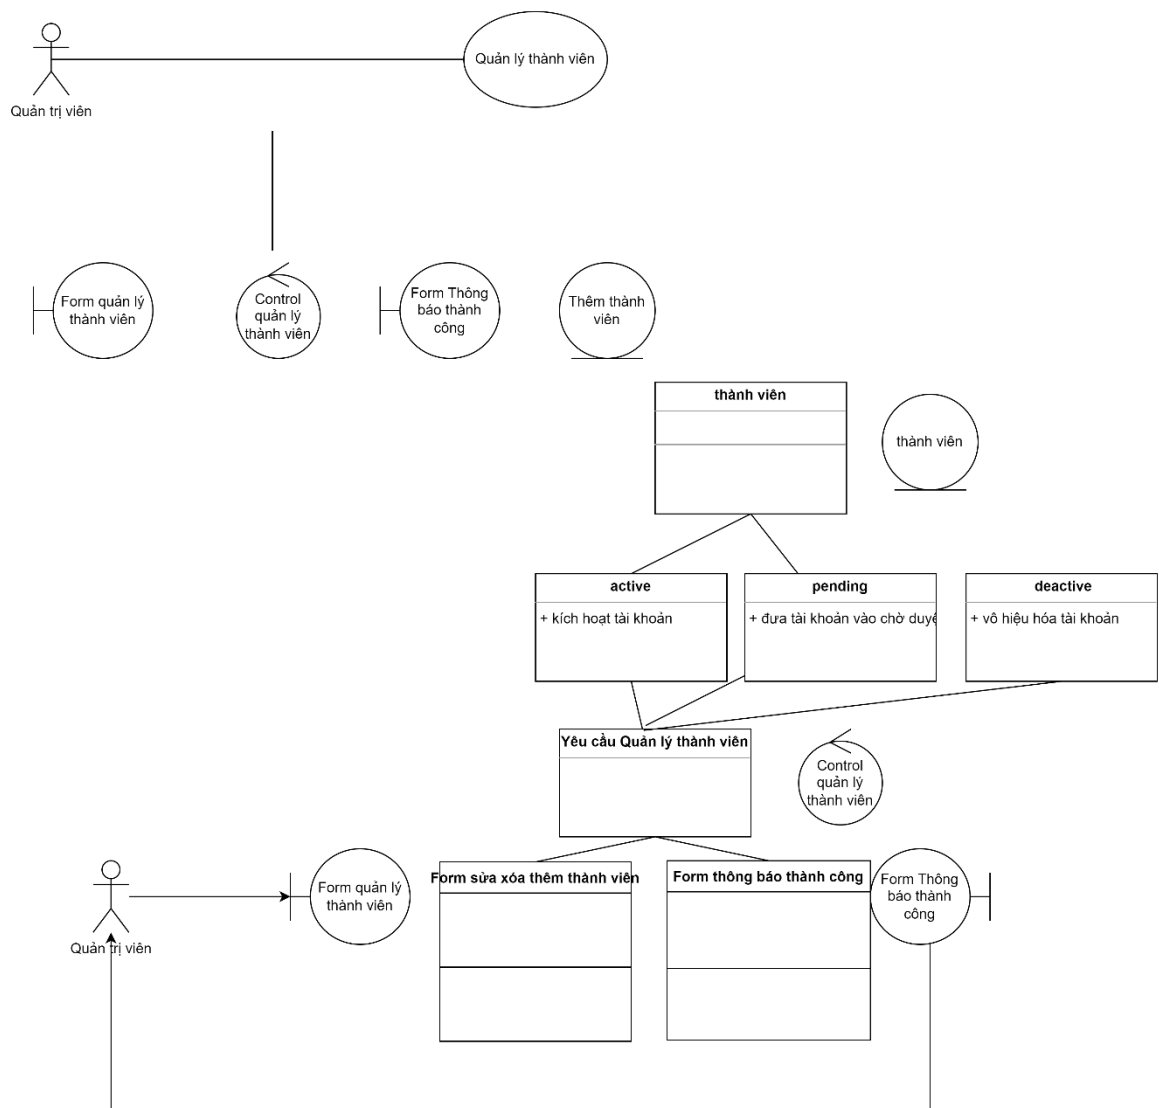 Quản lý thành viên
Quản trị viên
Form quản lý
thành viên
Control
quản lý
thành viên
Form Thông
báo thành
công
Thêm thành
viên
thành viên
thành viên
active
+ kích hoạt tài khoản
pending
+ đưa tài khoản vào chờ duyệ
deactive
+ vô hiệu hóa tài khoản
Yêu cầu Quản lý thành viên
Control
quản lý
thành viên
Quản trị viên
Form quản lý
thành viên
Form sửa xóa thêm thành viên
Form thông báo thành công
Form Thông
báo thành
công